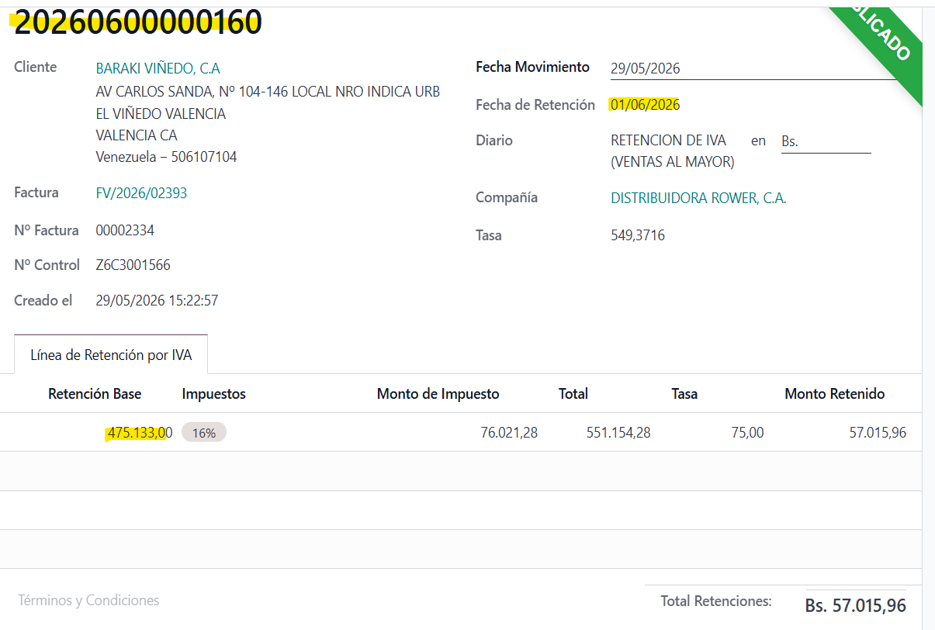 20260600000160
Cliente
BARAKI VIÑEDO, C.A
AV CARLOS SANDA, Nº 104-146 LOCAL NRO INDICA URB
EL VIÑEDO VALENCIA
VALENCIA CA
Venezuela – 506107104
Factura FV/2026/02393
Nº Factura 00002334
Nº Control Z6C3001566
Creado el 29/05/2026 15:22:57
Fecha Movimiento 29/05/2026
Fecha de Retención 01/06/2026
Diario RETENCION DE IVA en Bs.
(VENTAS AL MAYOR)
Compañía DISTRIBUIDORA ROWER, C.A.
Tasa 549,3716
Línea de Retención por IVA
Retención Base Impuestos Monto de Impuesto Total Tasa Monto Retenido
475.133,00 16% 76.021,28 551.154,28 75,00 57.015,96
Términos y Condiciones
Total Retenciones: Bs. 57.015,96